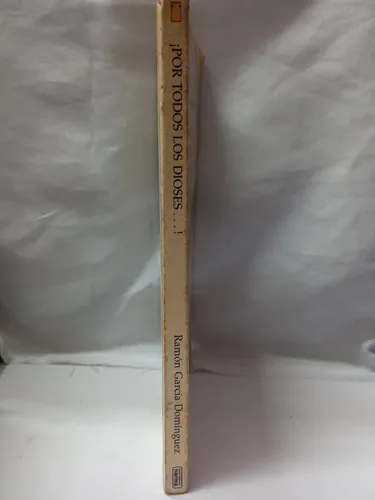 ¡POR TODOS LOS DIOSES...!
Ramón García Domínguez